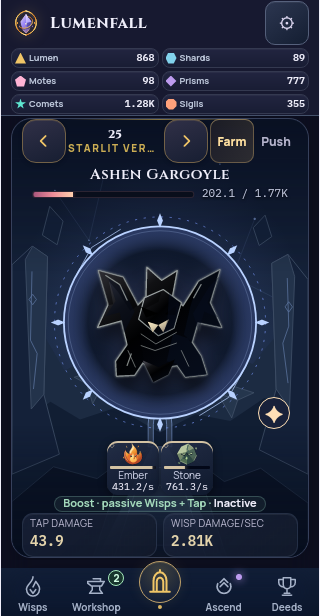 LUMENFALL
Lumen 868
Shards 89
Motes 98
Prisms 777
Comets 1.28K
Sigils 355
25
STARLIT VER…
Farm
Push
ASHEN GARGOYLE
202.1 / 1.77K
Ember
431.2/s
Stone
761.3/s
Boost · passive Wisps + Tap · Inactive
TAP DAMAGE
43.9
WISP DAMAGE/SEC
2.81K
2
Wisps
Workshop
Ascend
Deeds